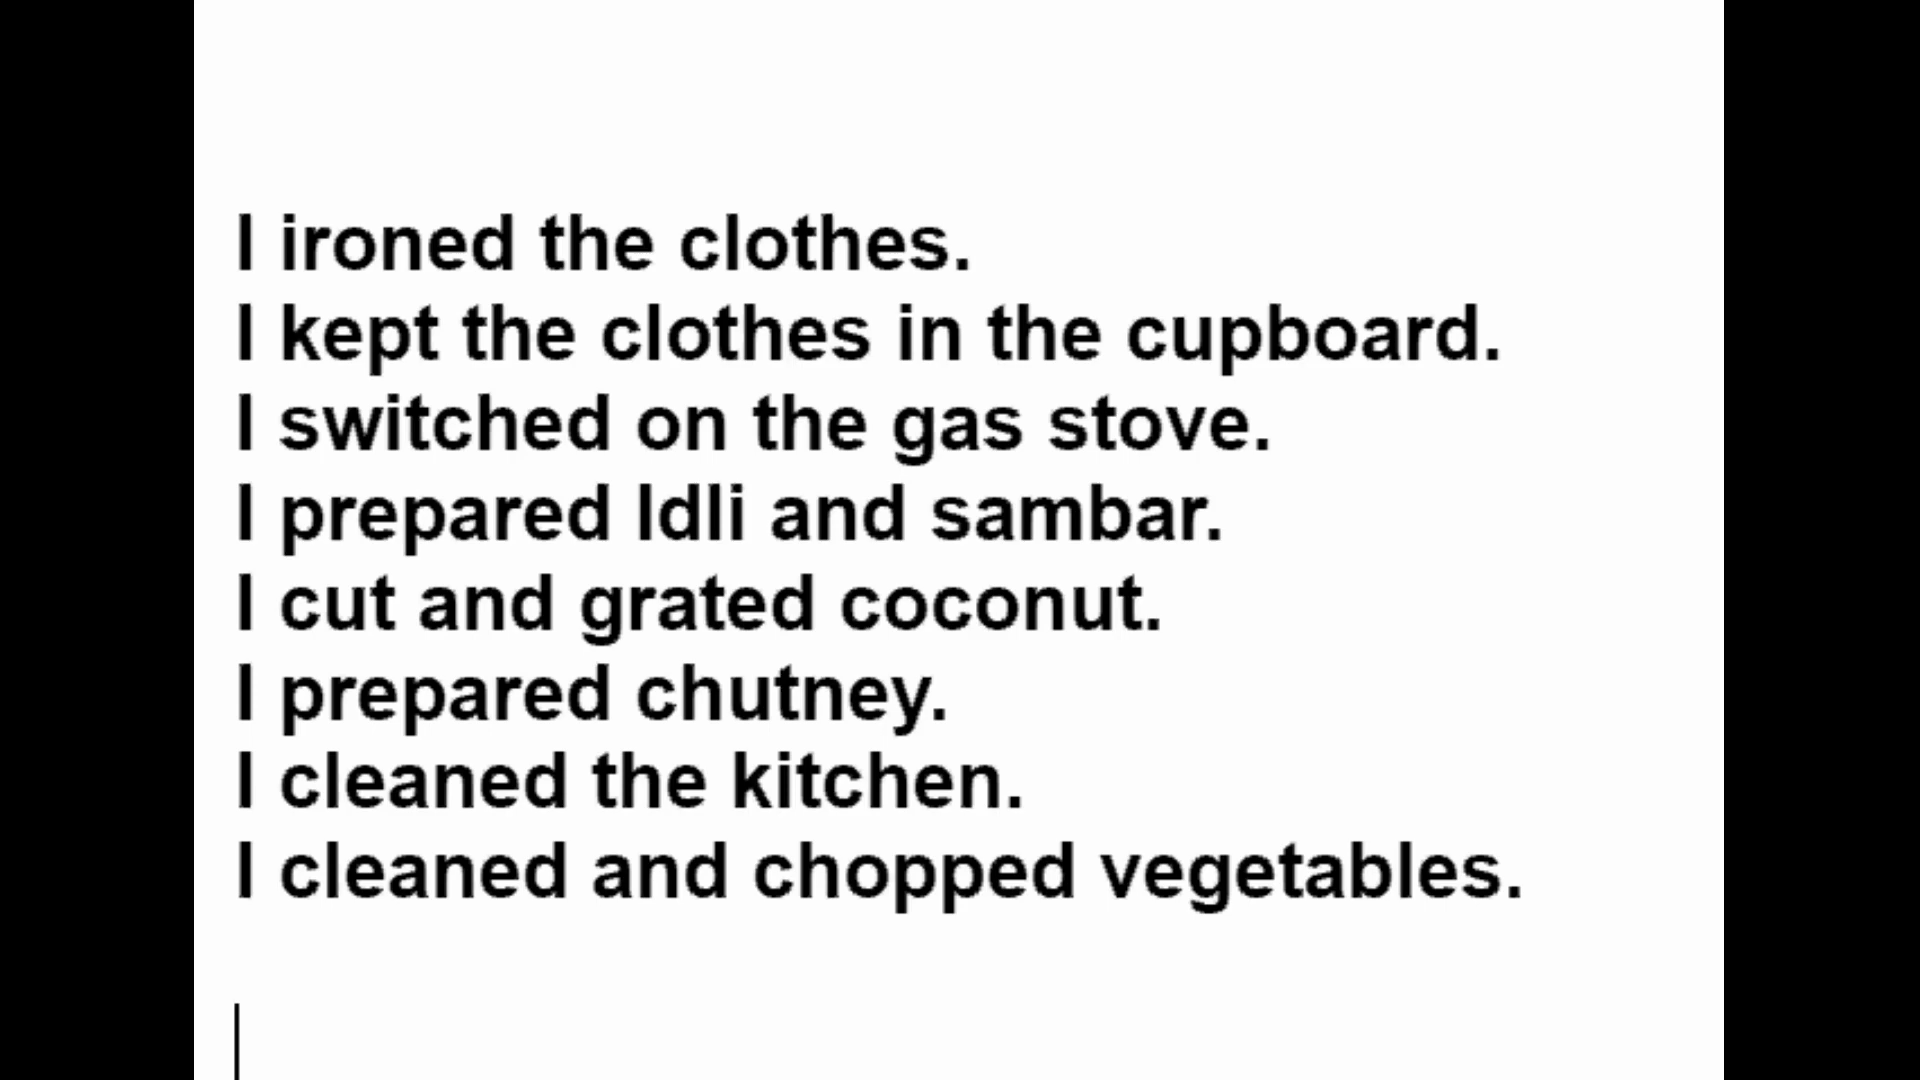 I ironed the clothes.
I kept the clothes in the cupboard.
I switched on the gas stove.
I prepared Idli and sambar.
I cut and grated coconut.
I prepared chutney.
I cleaned the kitchen.
I cleaned and chopped vegetables.